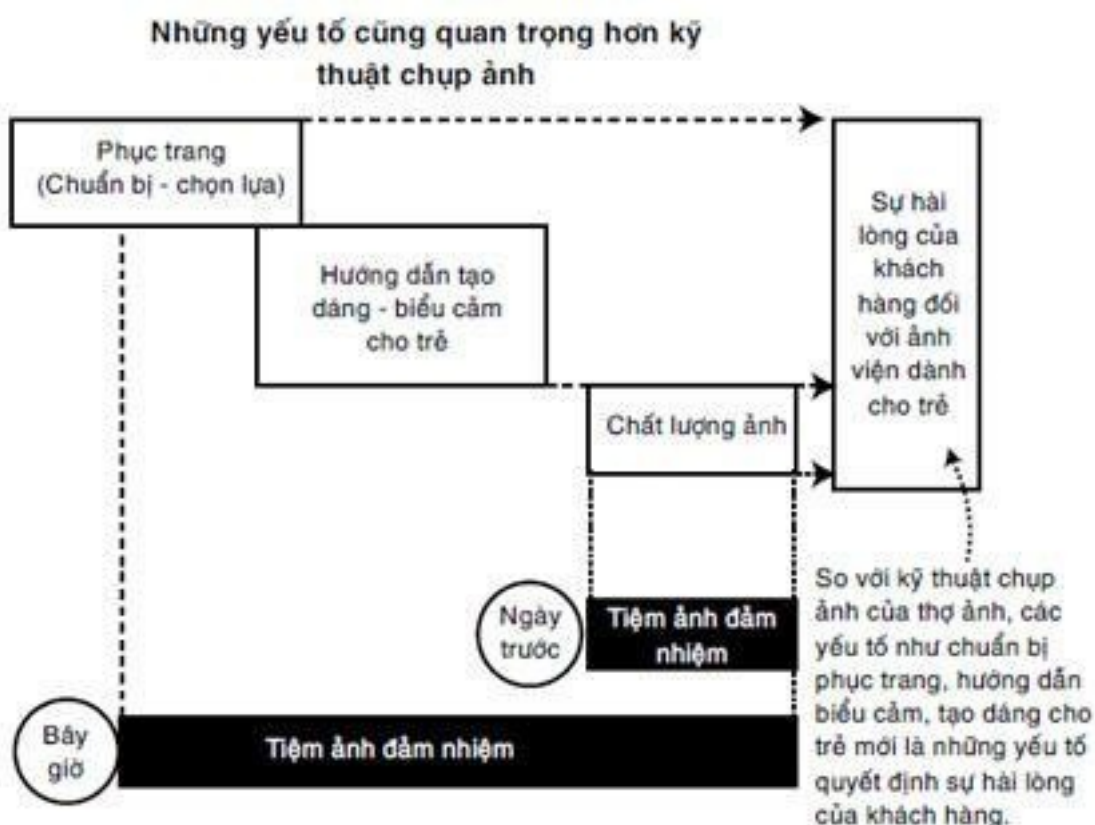 Những yếu tố cũng quan trọng hơn kỹ
thuật chụp ảnh
Phục trang
(Chuẩn bị - chọn lựa)
Hướng dẫn tạo
dáng - biểu cảm
cho trẻ
Chất lượng ảnh
Sự hài
lòng của
khách
hàng đối
với ảnh
viện dành
cho trẻ
Ngày
trước
Tiệm ảnh đảm
nhiệm
Bây
giờ
Tiệm ảnh đảm nhiệm
So với kỹ thuật chụp
ảnh của thợ ảnh, các
yếu tố như chuẩn bị
phục trang, hướng dẫn
biểu cảm, tạo dáng cho
trẻ mới là những yếu tố
quyết định sự hài lòng
của khách hàng.